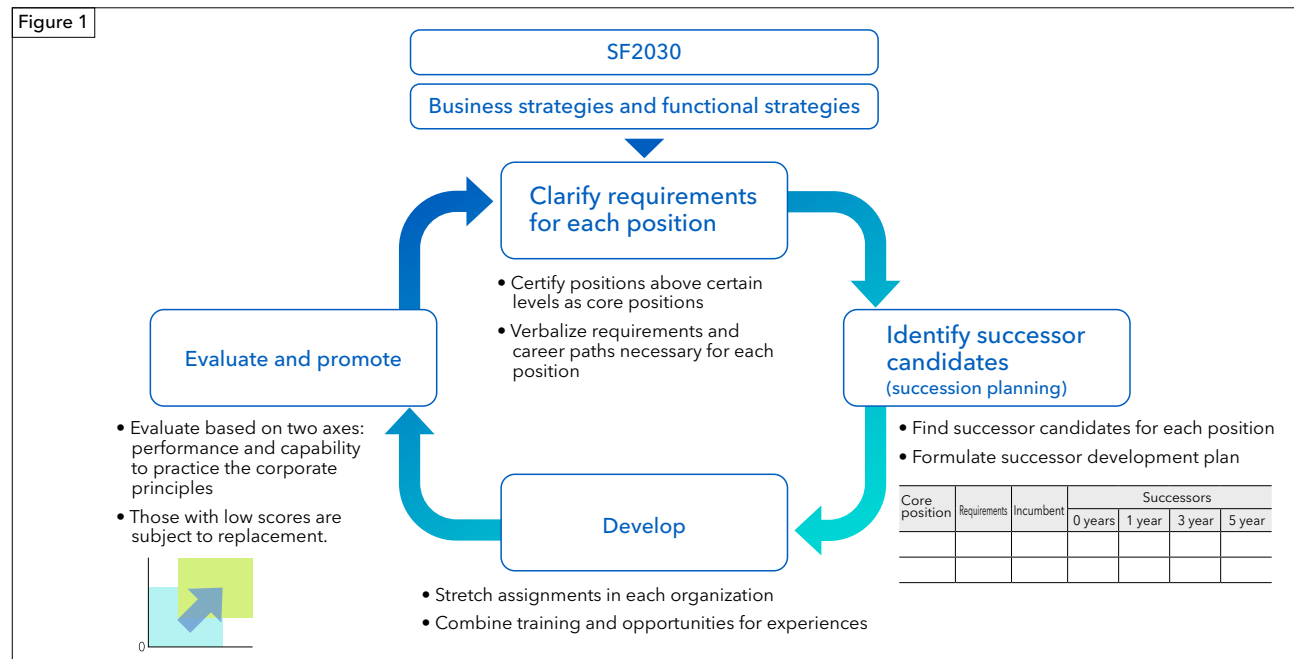 Figure 1
SF2030
Business strategies and functional strategies
Clarify requirements
for each position
• Certify positions above certain
levels as core positions
• Verbalize requirements and
career paths necessary for each
position
Identify successor
candidates
(succession planning)
• Find successor candidates for each position
• Formulate successor development plan
Core
position
Requirements
Incumbent
Successors
0 years
1 year
3 year
5 year
Develop
• Stretch assignments in each organization
• Combine training and opportunities for experiences
Evaluate and promote
• Evaluate based on two axes:
performance and capability
to practice the corporate
principles
• Those with low scores are
subject to replacement.
0